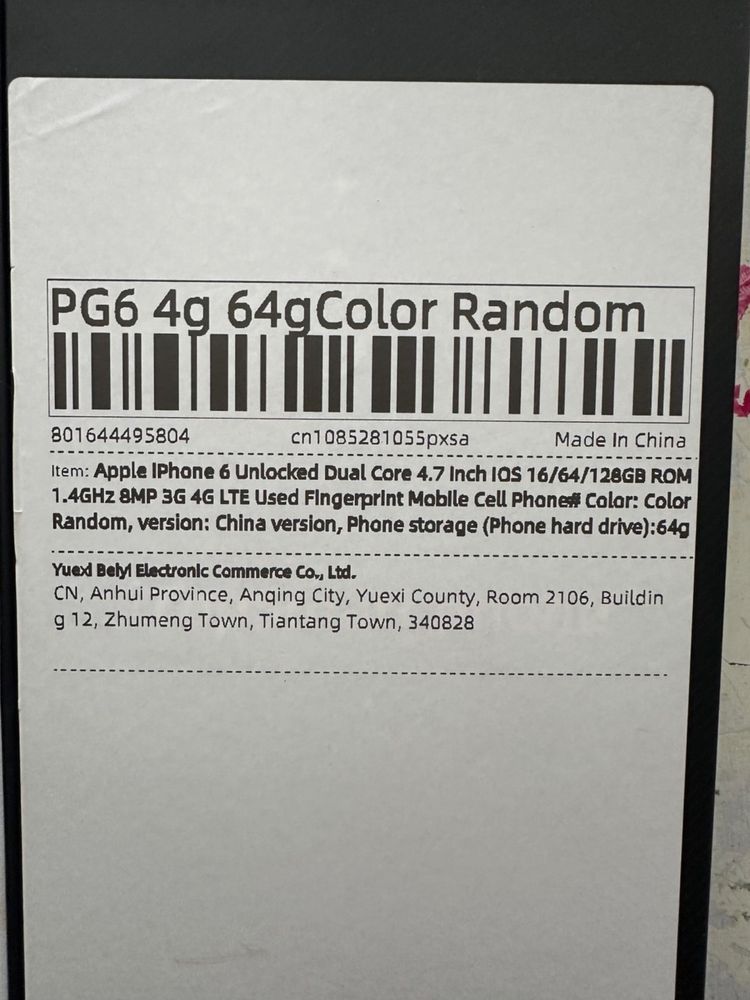 PG6 4g 64gColor Random
801644495804 cn1085281055pxsa Made In China
Item: Apple IPhone 6 Unlocked Dual Core 4.7 Inch IOS 16/64/128GB ROM
1.4GHz 8MP 3G 4G LTE Used Fingerprint Mobile Cell Phone# Color: Color
Random, version: China version, Phone storage (Phone hard drive):64g
Yuexi Beiyi Electronic Commerce Co., Ltd.
CN, Anhui Province, Anqing City, Yuexi County, Room 2106, Buildin
g 12, Zhumeng Town, Tiantang Town, 340828